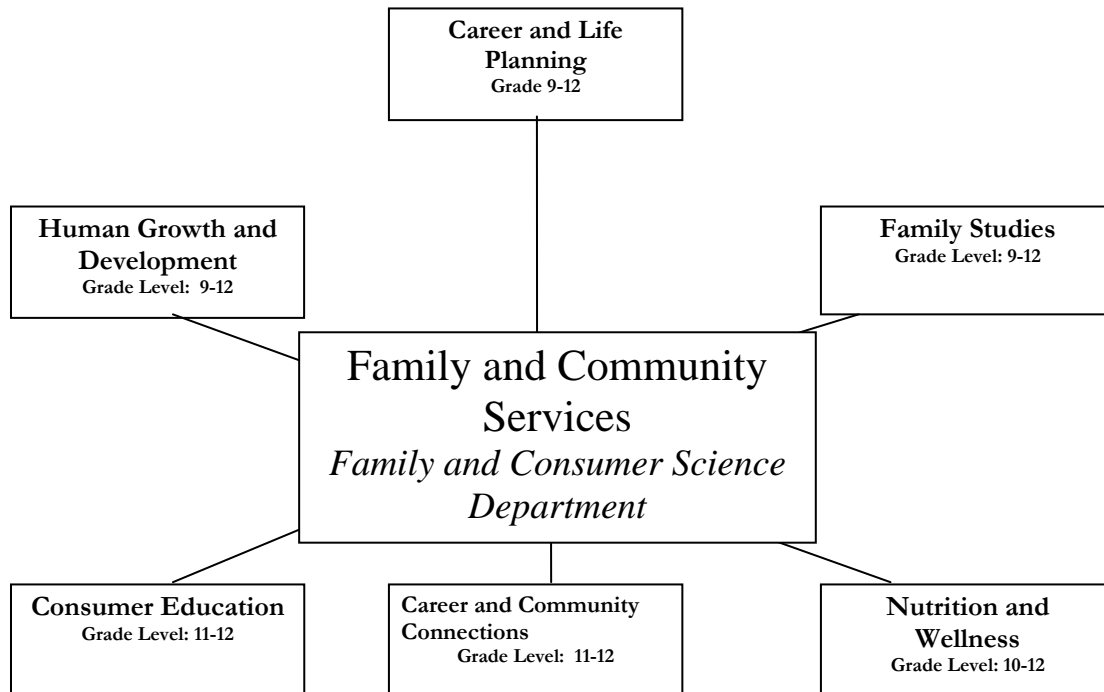 Career and Life
Planning
Grade 9-12
Human Growth and
Development
Grade Level: 9-12
Family Studies
Grade Level: 9-12
Family and Community
Services
Family and Consumer Science
Department
Consumer Education
Grade Level: 11-12
Career and Community
Connections
Grade Level: 11-12
Nutrition and
Wellness
Grade Level: 10-12